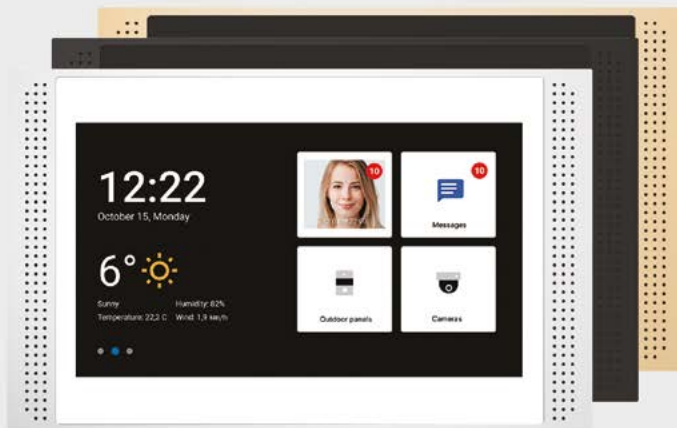 12:22
October 15, Monday
6°
Sunny
Humidity: 82%
Temperature: 22,2 C
Wind: 1,9 km/h
10
10
Messages
Outdoor panels
Cameras